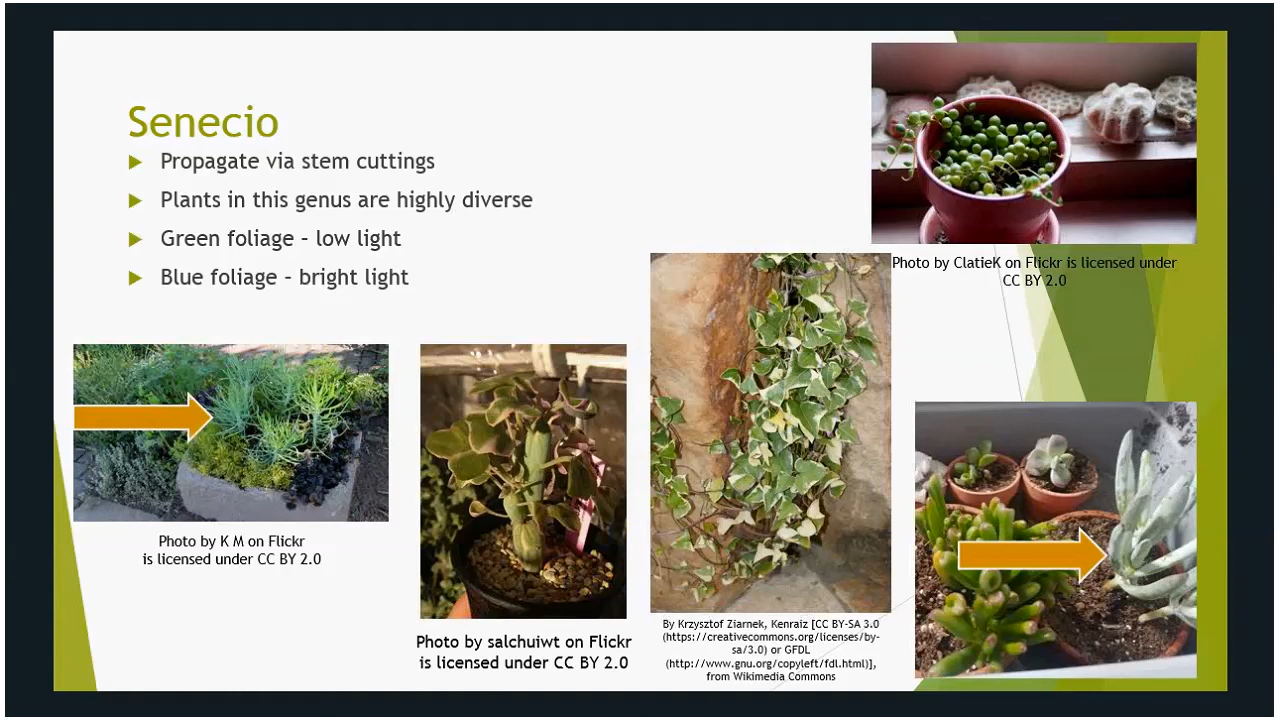 Senecio
Propagate via stem cuttings
Plants in this genus are highly diverse
Green foliage – low light
Blue foliage – bright light
Photo by ClatieK on Flickr is licensed under
CC BY 2.0
Photo by K M on Flickr
is licensed under CC BY 2.0
Photo by salchuiwt on Flickr
is licensed under CC BY 2.0
By Krzysztof Ziarnek, Kenraiz [CC BY-SA 3.0
(https://creativecommons.org/licenses/by-
sa/3.0) or GFDL
(http://www.gnu.org/copyleft/fdl.html)],
from Wikimedia Commons